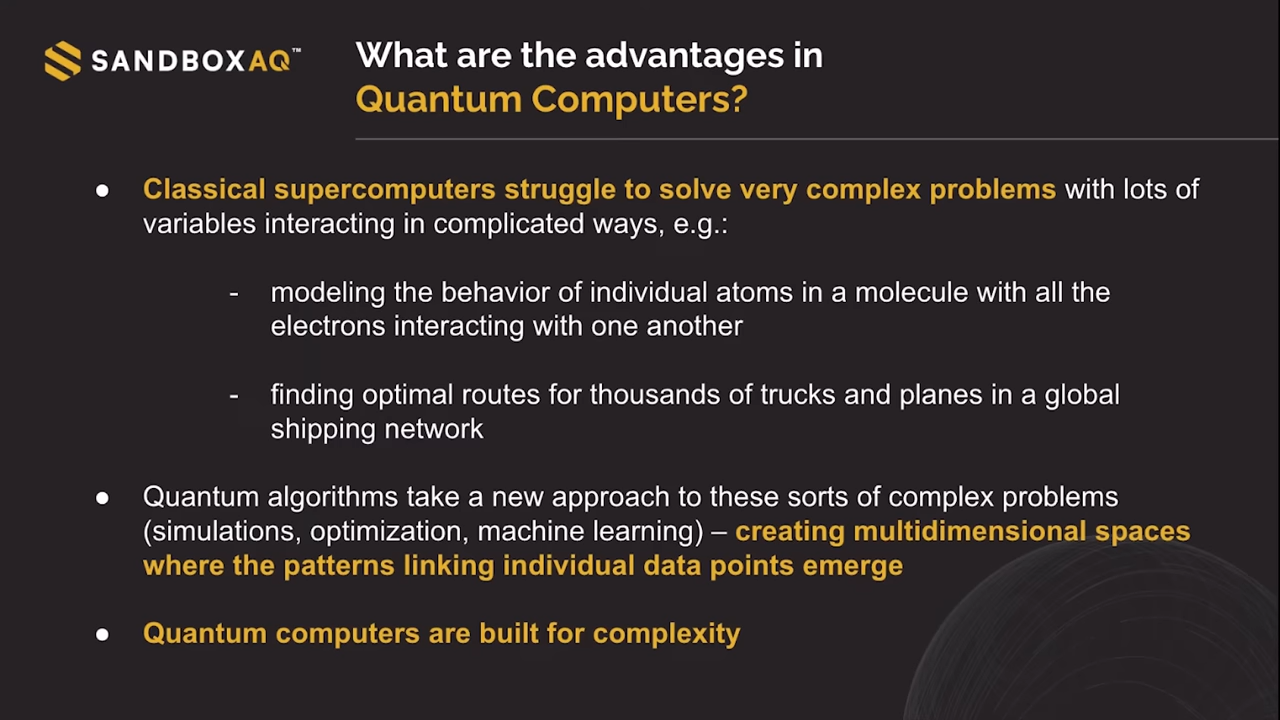 SANDBOXAQ™
What are the advantages in
Quantum Computers?
● Classical supercomputers struggle to solve very complex problems with lots of
variables interacting in complicated ways, e.g.:
- modeling the behavior of individual atoms in a molecule with all the
electrons interacting with one another
- finding optimal routes for thousands of trucks and planes in a global
shipping network
● Quantum algorithms take a new approach to these sorts of complex problems
(simulations, optimization, machine learning) – creating multidimensional spaces
where the patterns linking individual data points emerge
● Quantum computers are built for complexity